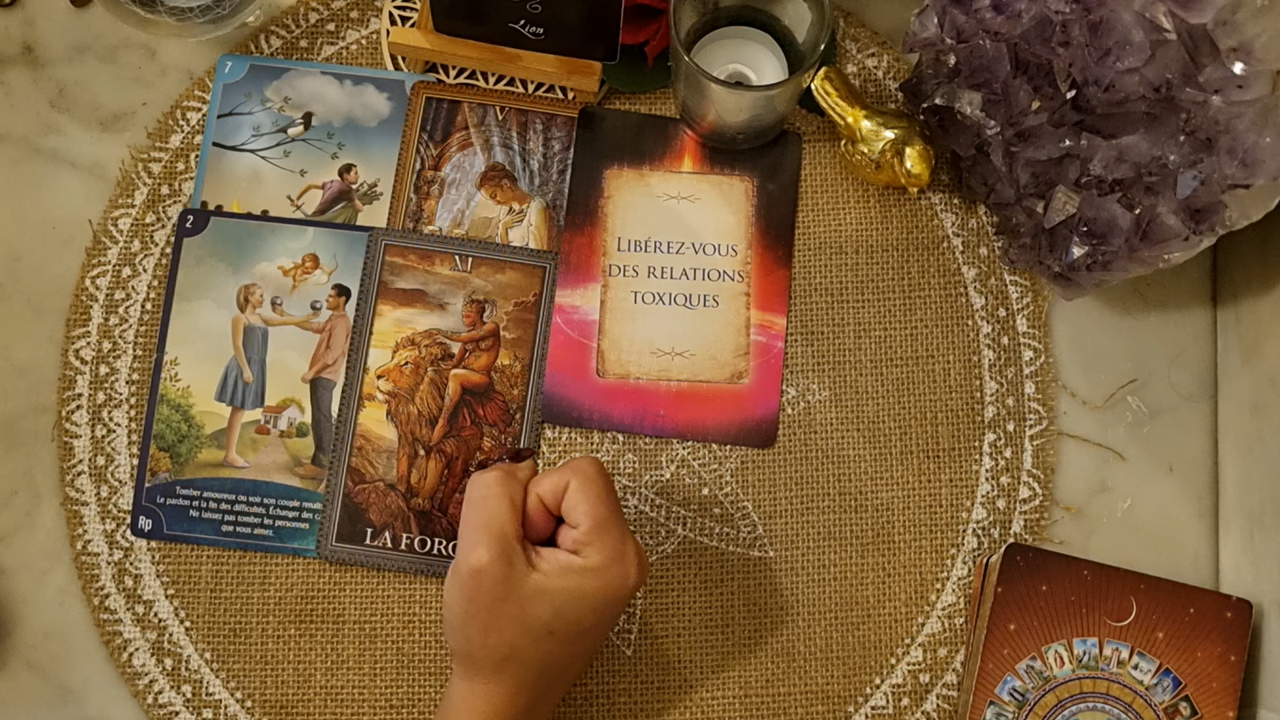 Lion
7
V
LIBÉREZ-VOUS
DES RELATIONS
TOXIQUES
2
XI
Tomber amoureux ou voir son couple
Le pardon et la fin des difficultés. Échanger des
Ne laissez pas tomber les personnes
que vous aimez.
Rp
LA FORC